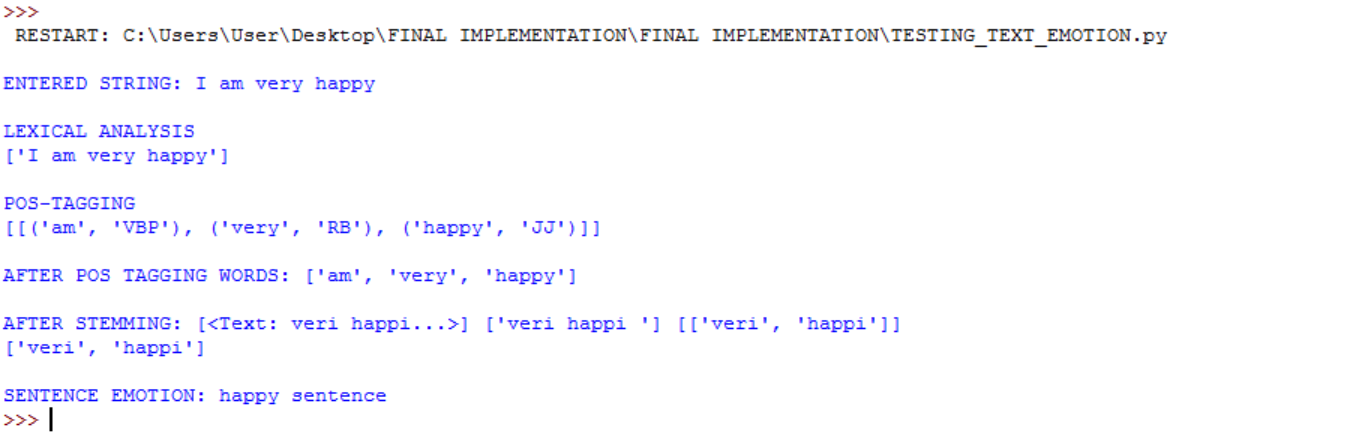 >>>
RESTART: C:\Users\User\Desktop\FINAL IMPLEMENTATION\FINAL IMPLEMENTATION\TESTING_TEXT_EMOTION.py
ENTERED STRING: I am very happy
LEXICAL ANALYSIS
['I am very happy']
POS-TAGGING
[[('am', 'VBP'), ('very', 'RB'), ('happy', 'JJ')]]
AFTER POS TAGGING WORDS: ['am', 'very', 'happy']
AFTER STEMMING: [<Text: veri happi...>] ['veri happi '] [['veri', 'happi']]
['veri', 'happi']
SENTENCE EMOTION: happy sentence
>>>